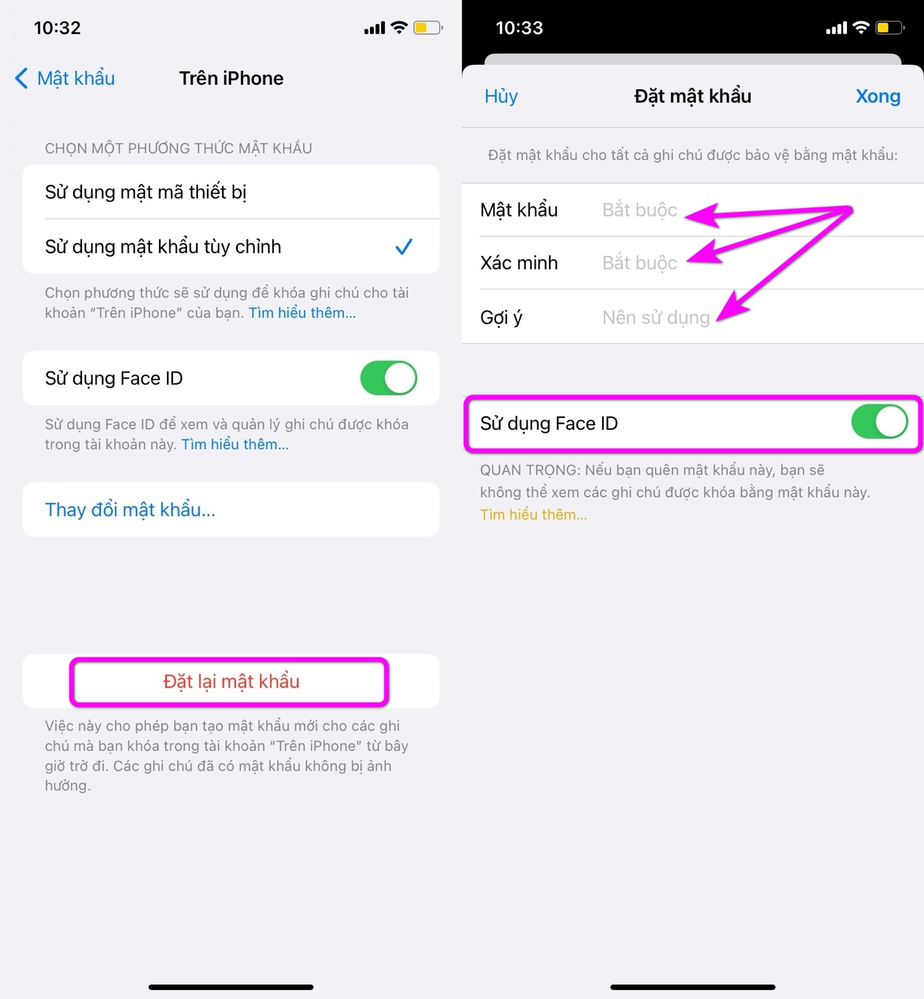 10:32
Mật khẩu
Trên iPhone
CHỌN MỘT PHƯƠNG THỨC MẬT KHẨU
Sử dụng mật mã thiết bị
Sử dụng mật khẩu tùy chỉnh
Chọn phương thức sẽ sử dụng để khóa ghi chú cho tài
khoản “Trên iPhone” của bạn. Tìm hiểu thêm...
Sử dụng Face ID
Sử dụng Face ID để xem và quản lý ghi chú được khóa
trong tài khoản này. Tìm hiểu thêm...
Thay đổi mật khẩu...
Đặt lại mật khẩu
Việc này cho phép bạn tạo mật khẩu mới cho các ghi
chú mà bạn khóa trong tài khoản “Trên iPhone” từ bây
giờ trở đi. Các ghi chú đã có mật khẩu không bị ảnh
hưởng.
10:33
Hủy
Đặt mật khẩu
Xong
Đặt mật khẩu cho tất cả ghi chú được bảo vệ bằng mật khẩu:
Mật khẩu Bắt buộc
Xác minh Bắt buộc
Gợi ý Nên sử dụng
Sử dụng Face ID
QUAN TRỌNG: Nếu bạn quên mật khẩu này, bạn sẽ
không thể xem các ghi chú được khóa bằng mật khẩu này.
Tìm hiểu thêm...